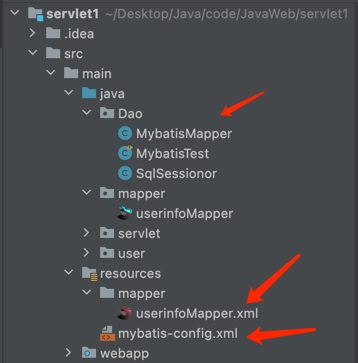 servlet1 ~/Desktop/Java/code/JavaWeb/servlet1
.idea
src
main
java
Dao
MybatisMapper
MybatisTest
SqlSessionor
mapper
userinfoMapper
servlet
user
resources
mapper
userinfoMapper.xml
mybatis-config.xml
webapp